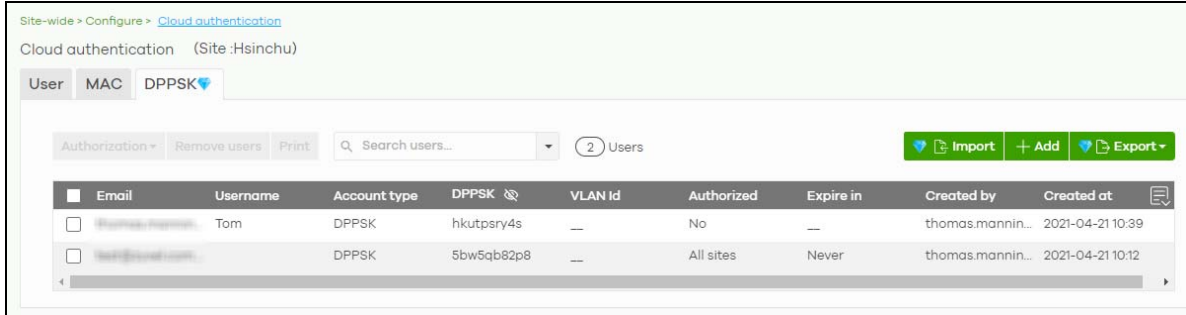 Site-wide > Configure > Cloud authentication
Cloud authentication (Site :Hsinchu)
User MAC DPPSK
Authorization Remove users Print Search users... 2 Users Import + Add Export
Email Username Account type DPPSK VLAN Id Authorized Expire in Created by Created at
Tom DPPSK hkutpsry4s __ No __ thomas.mannin... 2021-04-21 10:39
DPPSK 5bw5qb82p8 __ All sites Never thomas.mannin... 2021-04-21 10:12